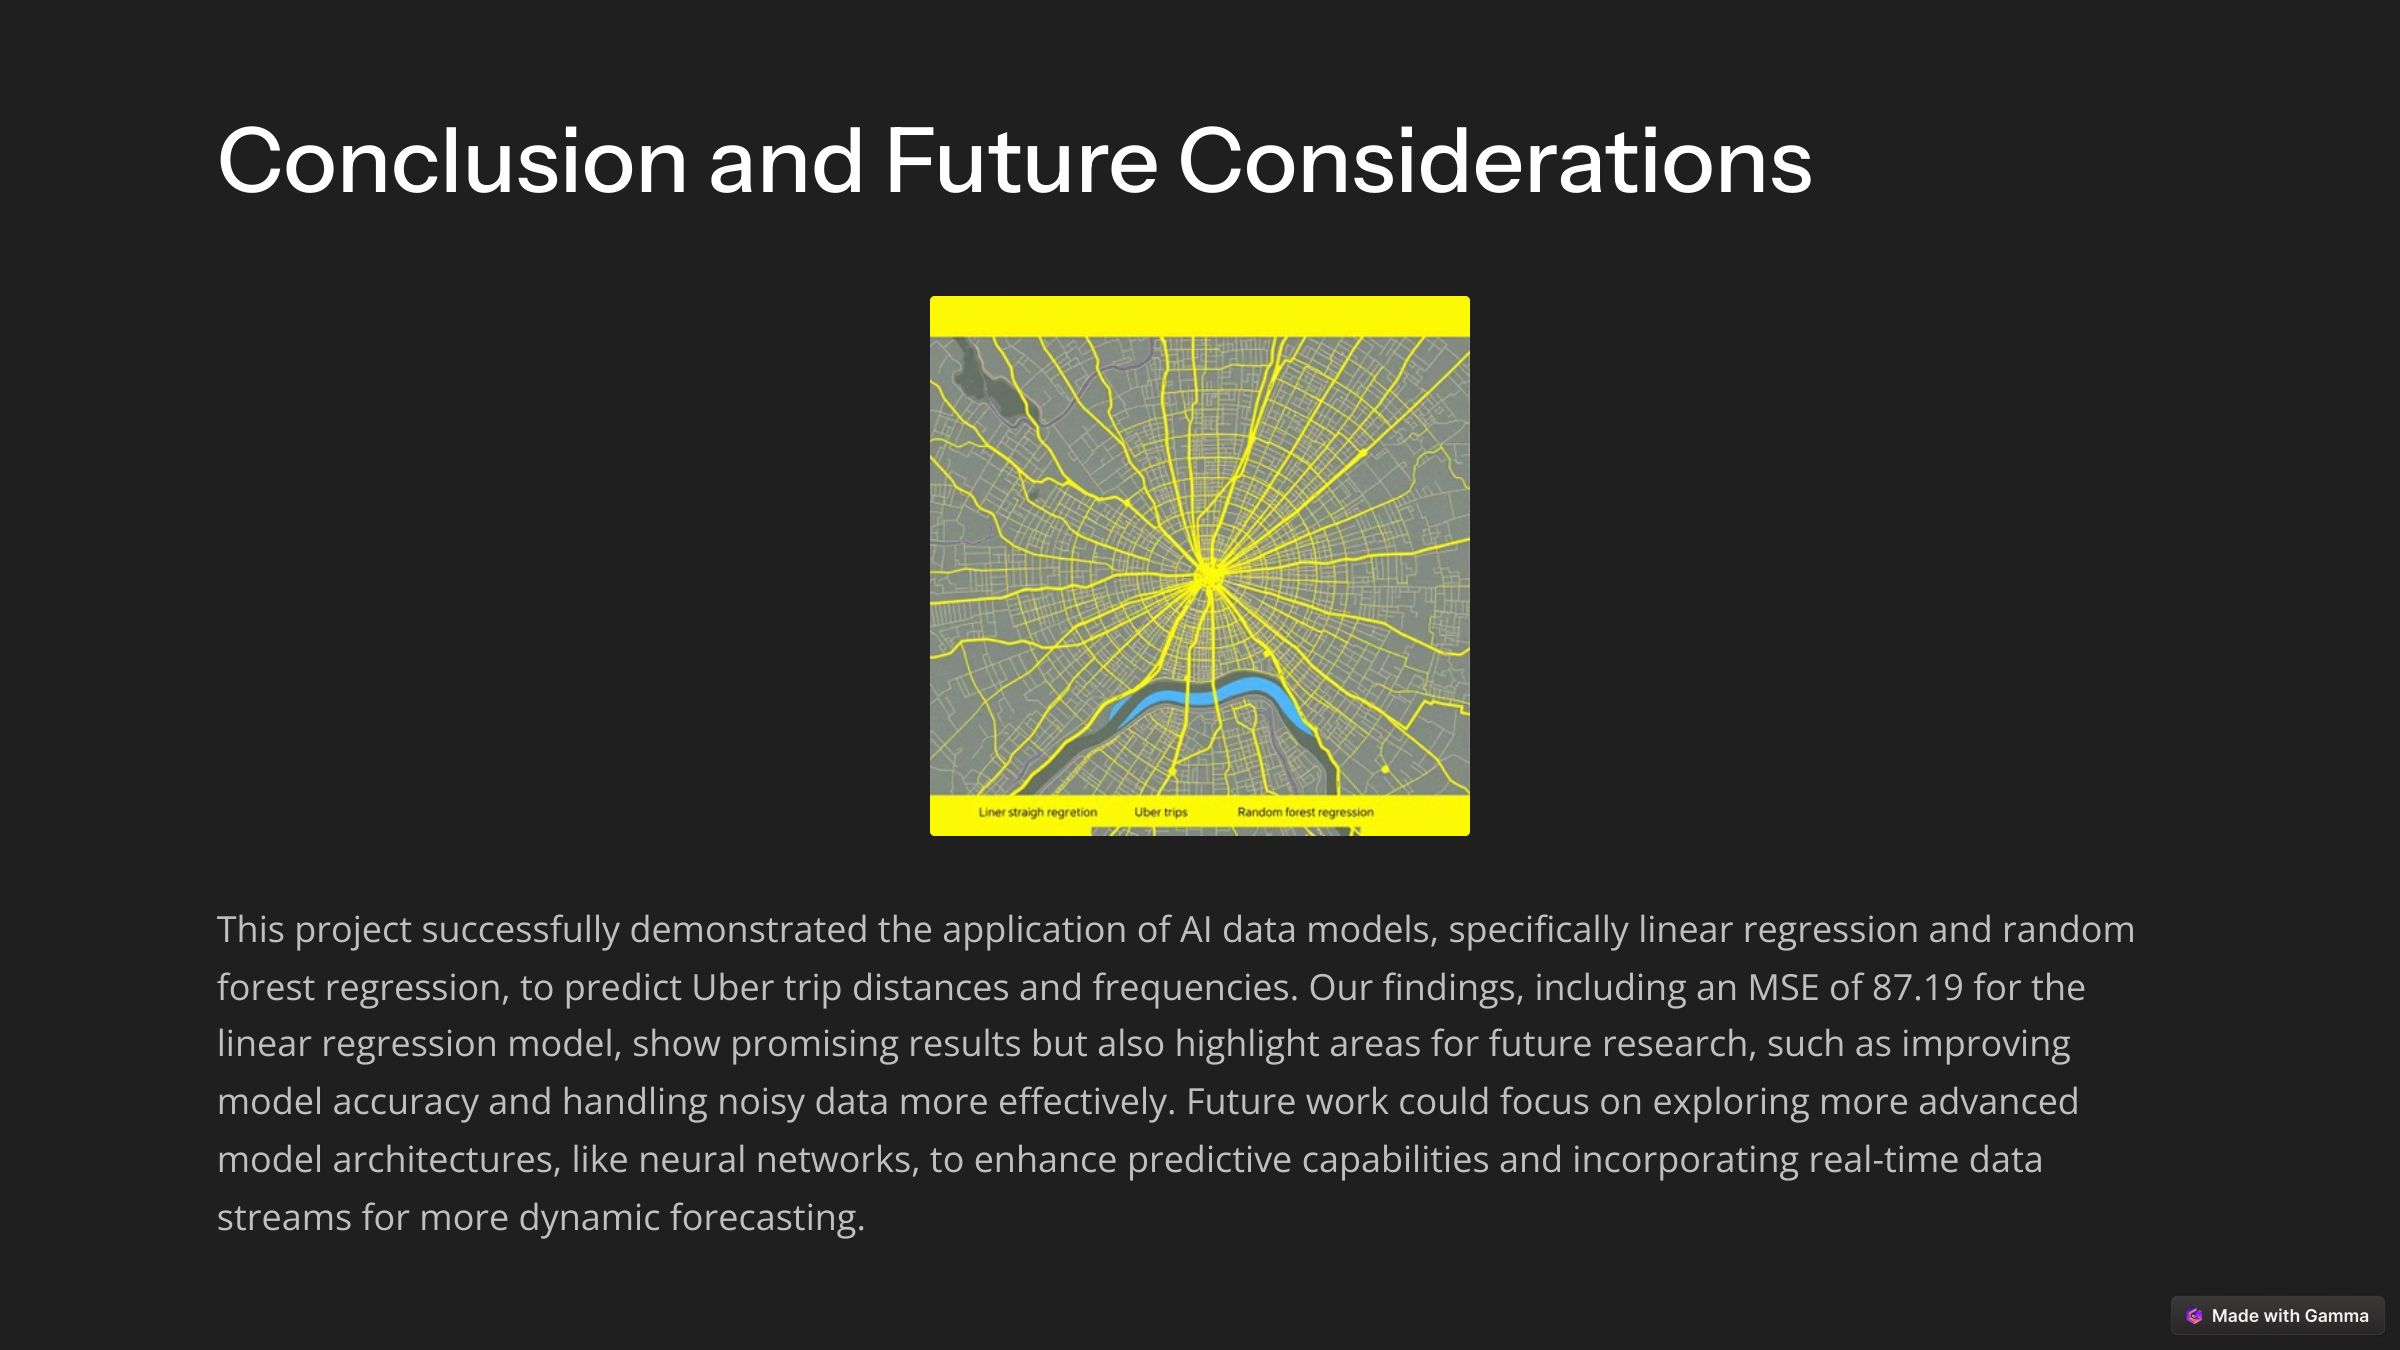 Conclusion and Future Considerations
Liner straigh regretion Uber trips Random forest regression
This project successfully demonstrated the application of AI data models, specifically linear regression and random
forest regression, to predict Uber trip distances and frequencies. Our findings, including an MSE of 87.19 for the
linear regression model, show promising results but also highlight areas for future research, such as improving
model accuracy and handling noisy data more effectively. Future work could focus on exploring more advanced
model architectures, like neural networks, to enhance predictive capabilities and incorporating real-time data
streams for more dynamic forecasting.
Made with Gamma